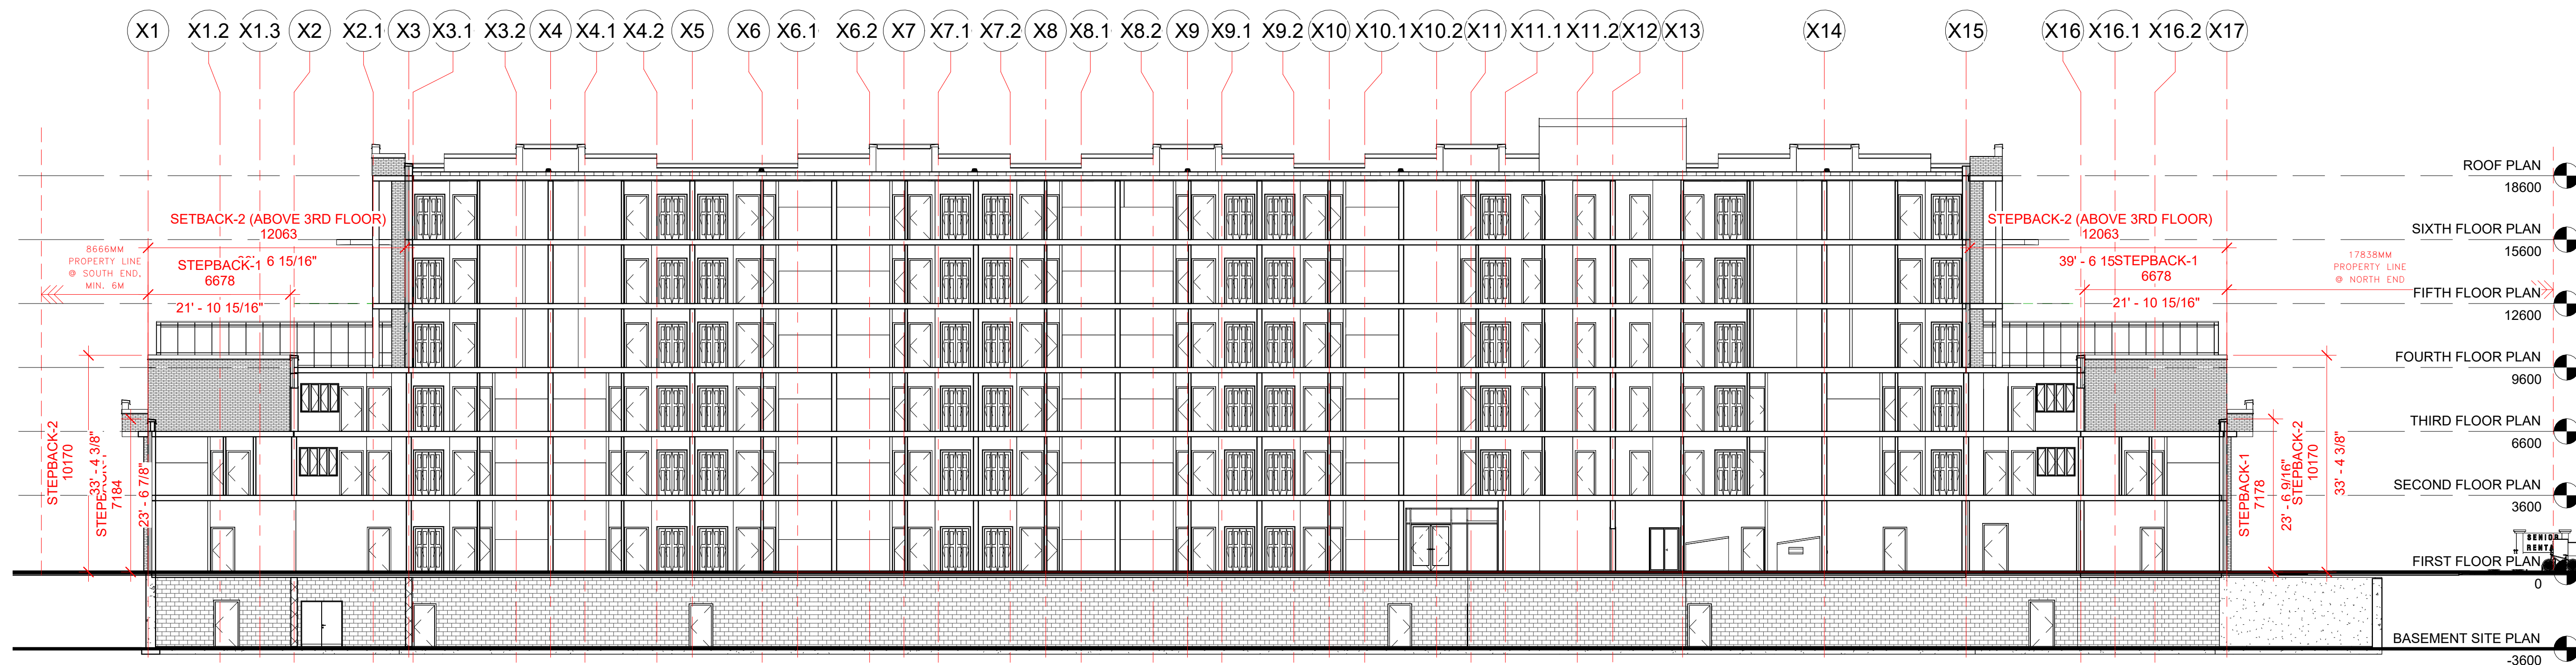 X1 X1.2 X1.3 X2 X2.1 X3 X3.1 X3.2 X4 X4.1 X4.2 X5 X6 X6.1 X6.2 X7 X7.1 X7.2 X8 X8.1 X8.2 X9 X9.1 X9.2 X10 X10.1 X10.2 X11 X11.1 X11.2 X12 X13 X14 X15 X16 X16.1 X16.2 X17
SETBACK-2 (ABOVE 3RD FLOOR)
12063
6 15/16"
8666MM
PROPERTY LINE
@ SOUTH END,
MIN. 6M
STEPBACK-1
6678
21' - 10 15/16"
STEPBACK-2
10170
33' - 4 3/8"
7184
23' - 6 7/8"
STEPBACK-2 (ABOVE 3RD FLOOR)
12063
39' - 6 15
STEPBACK-1
6678
21' - 10 15/16"
17838MM
PROPERTY LINE
@ NORTH END
STEPBACK-1
7178
23' - 6 9/16"
STEPBACK-2
10170
33' - 4 3/8"
ROOF PLAN
18600
SIXTH FLOOR PLAN
15600
FIFTH FLOOR PLAN
12600
FOURTH FLOOR PLAN
9600
THIRD FLOOR PLAN
6600
SECOND FLOOR PLAN
3600
SENIOR
RENTA
FIRST FLOOR PLAN
0
BASEMENT SITE PLAN
-3600